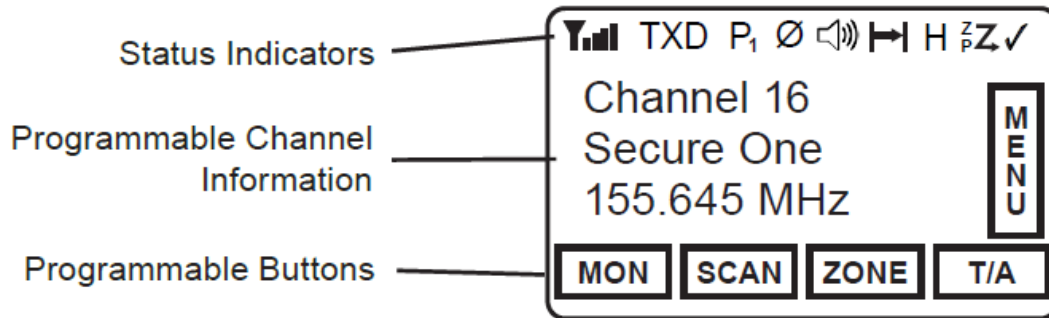 Status Indicators
TXD P₁ Ø H Z P Z ✓
Programmable Channel
Information
Channel 16
Secure One
155.645 MHz
MENU
Programmable Buttons
MON SCAN ZONE T/A